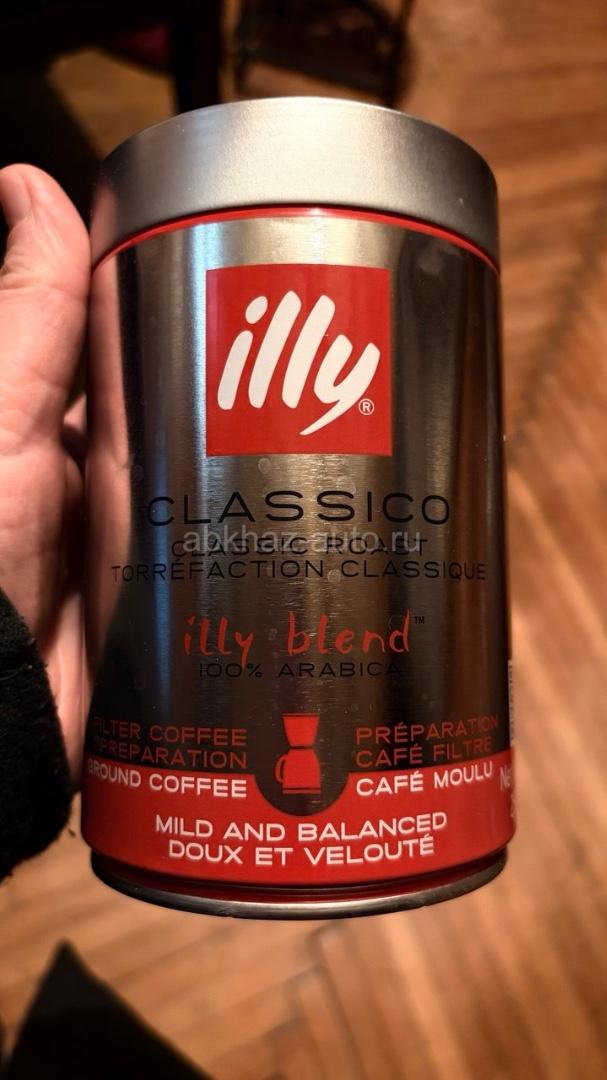 illy®
CLASSICO
abkhaz-auto.ru
CLASSIC ROAST
TORRÉFACTION CLASSIQUE
illy blend™
100% ARABICA
FILTER COFFEE
PREPARATION
GROUND COFFEE
PRÉPARATION
CAFÉ FILTRE
CAFÉ MOULU
MILD AND BALANCED
DOUX ET VELOUTÉ